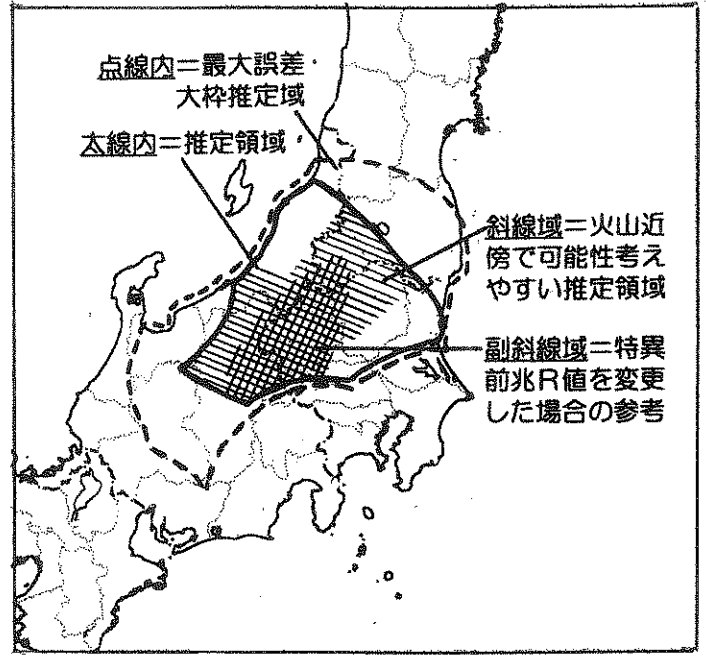 点線内＝最大誤差・
大枠推定域
太線内＝推定領域・
斜線域＝火山近
傍で可能性考え
やすい推定領域
副斜線域＝特異
前兆R値を変更
した場合の参考